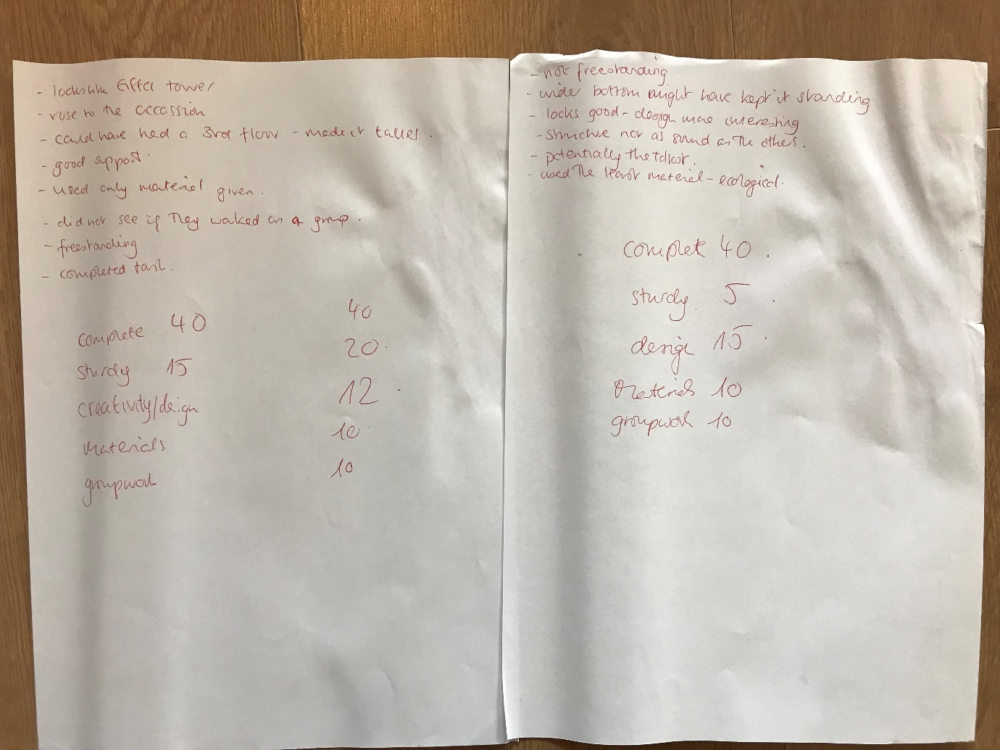 - looks like Eiffel tower
- ruse to the occassion
- could have had a 3rd floor - made it taller.
- good support.
- used only material given.
- did not see if they worked as a group.
- freestanding
- completed task.
complete 40 40
sturdy 15 20.
creativity/design 12
materials 10
groupwork 10
- not freestanding
- wider bottom might have kept it standing
- looks good - design more interesting
- structure not as sound as the others.
- potentially the tallest.
- used the least material - ecological.
complete 40.
sturdy. 5
design 15
materials 10
groupwork 10